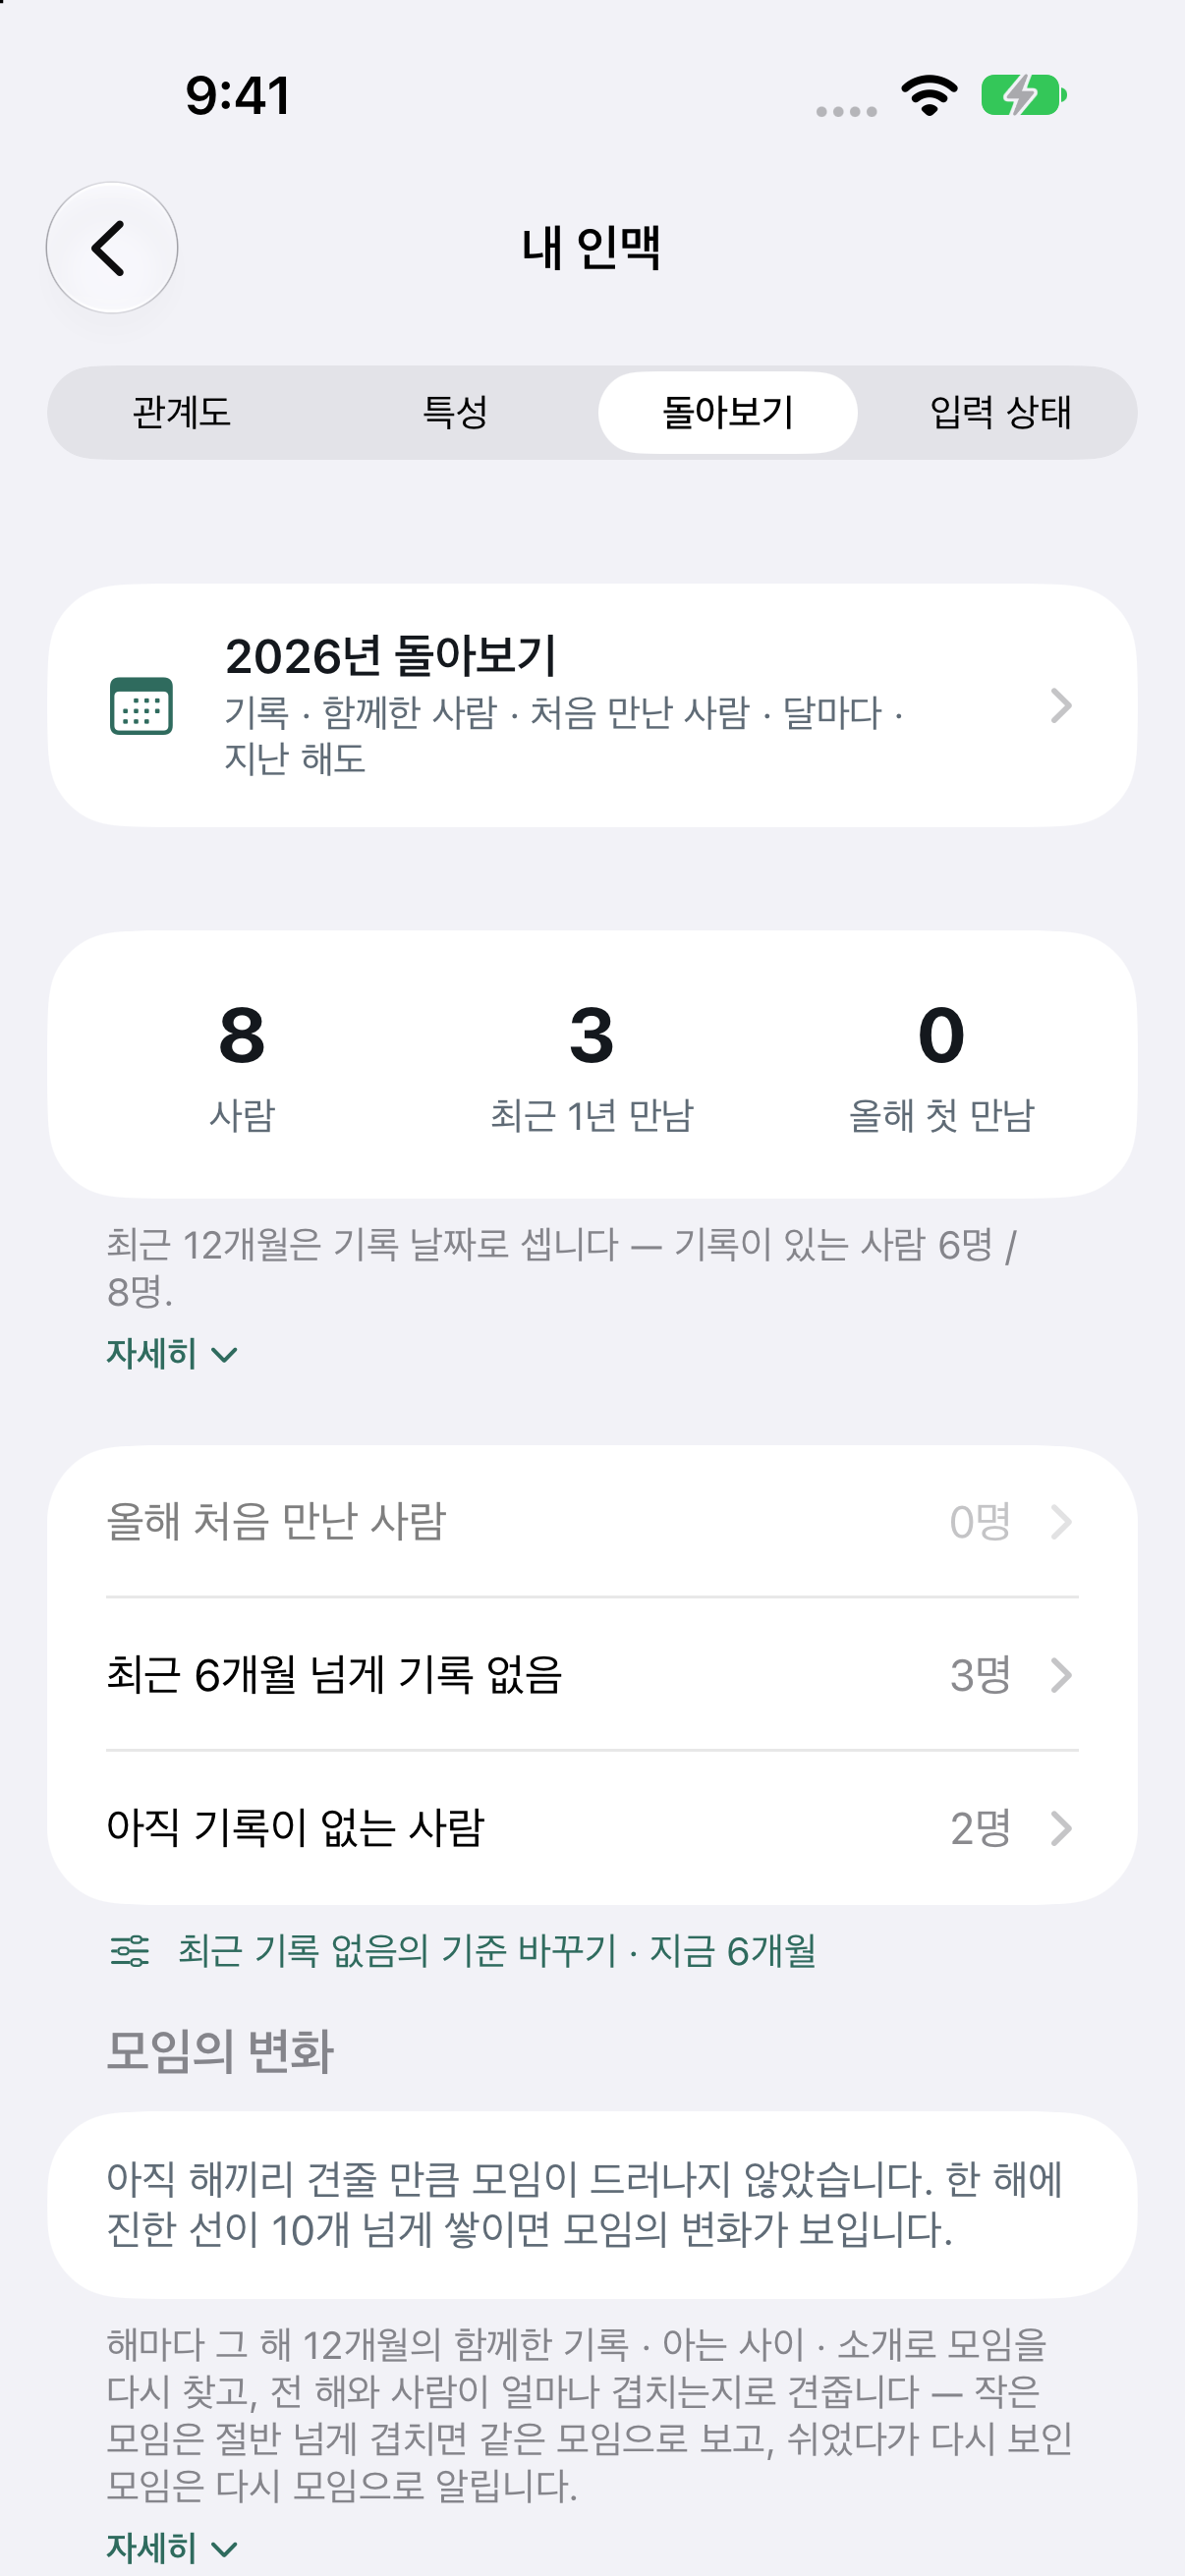 9:41
내 인맥
관계도
특성
돌아보기
입력 상태
2026년 돌아보기
기록 · 함께한 사람 · 처음 만난 사람 · 달마다 ·
지난 해도
8
3
0
사람
최근 1년 만남
올해 첫 만남
최근 12개월은 기록 날짜로 셉니다 — 기록이 있는 사람 6명 /
8명.
자세히
올해 처음 만난 사람 0명
최근 6개월 넘게 기록 없음 3명
아직 기록이 없는 사람 2명
최근 기록 없음의 기준 바꾸기 · 지금 6개월
모임의 변화
아직 해끼리 견줄 만큼 모임이 드러나지 않았습니다. 한 해에
진한 선이 10개 넘게 쌓이면 모임의 변화가 보입니다.
해마다 그 해 12개월의 함께한 기록 · 아는 사이 · 소개로 모임을
다시 찾고, 전 해와 사람이 얼마나 겹치는지로 견줍니다 — 작은
모임은 절반 넘게 겹치면 같은 모임으로 보고, 쉬었다가 다시 보인
모임은 다시 모임으로 알립니다.
자세히